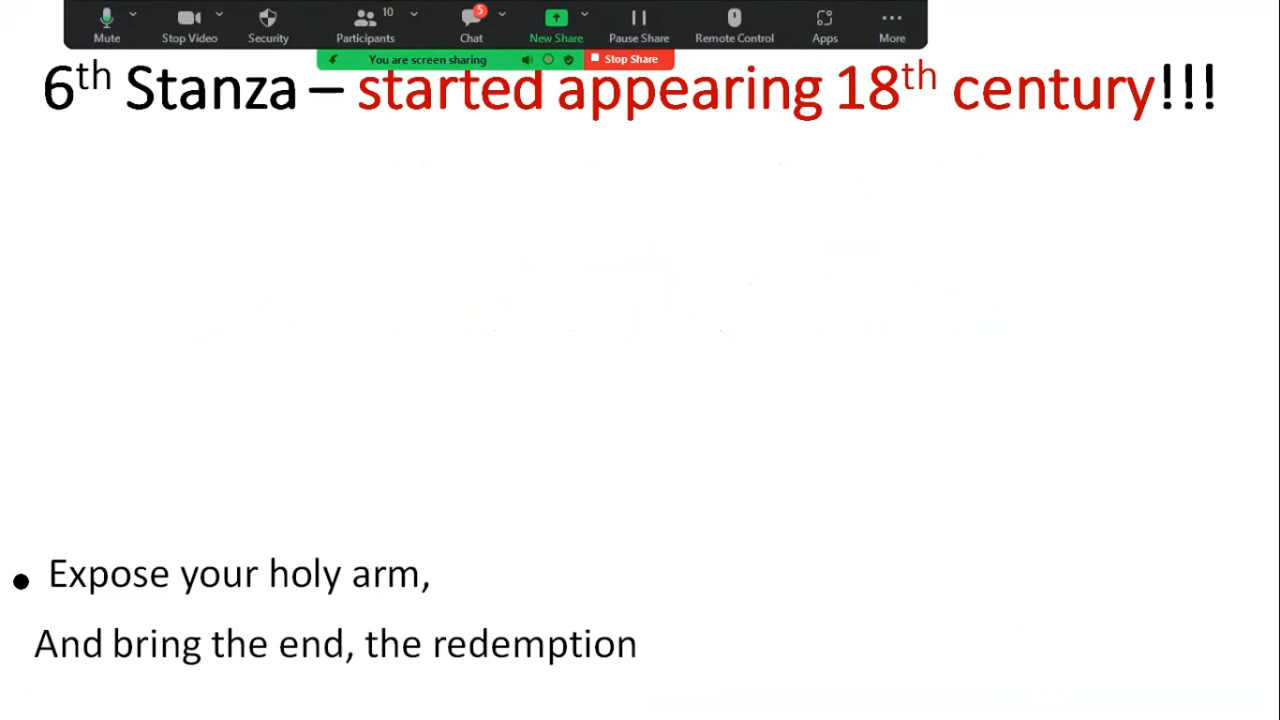 Mute Stop Video Security Participants 10 Chat 5 New Share Pause Share Remote Control Apps More
You are screen sharing Stop Share
6th Stanza – started appearing 18th century!!!
• Expose your holy arm,
And bring the end, the redemption